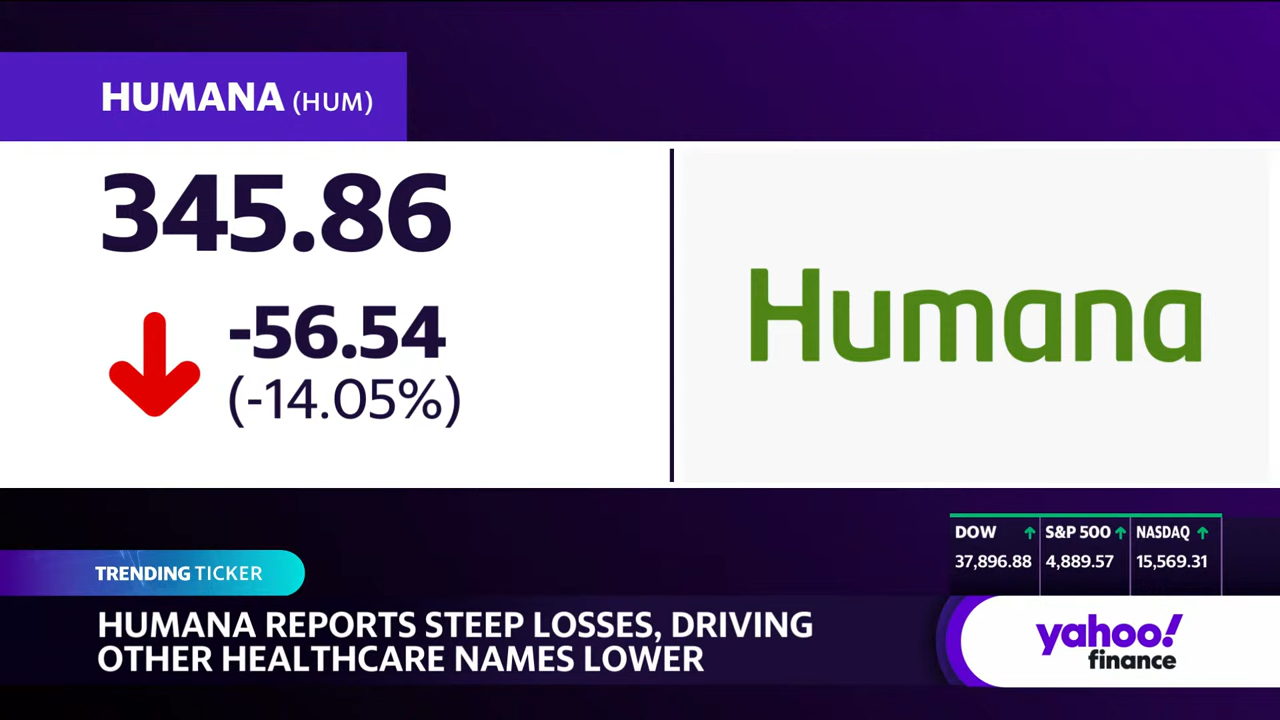 HUMANA (HUM)
345.86
-56.54
(-14.05%)
Humana
DOW
37,896.88
S&P 500
4,889.57
NASDAQ
15,569.31
TRENDING TICKER
HUMANA REPORTS STEEP LOSSES, DRIVING
OTHER HEALTHCARE NAMES LOWER
yahoo!
finance